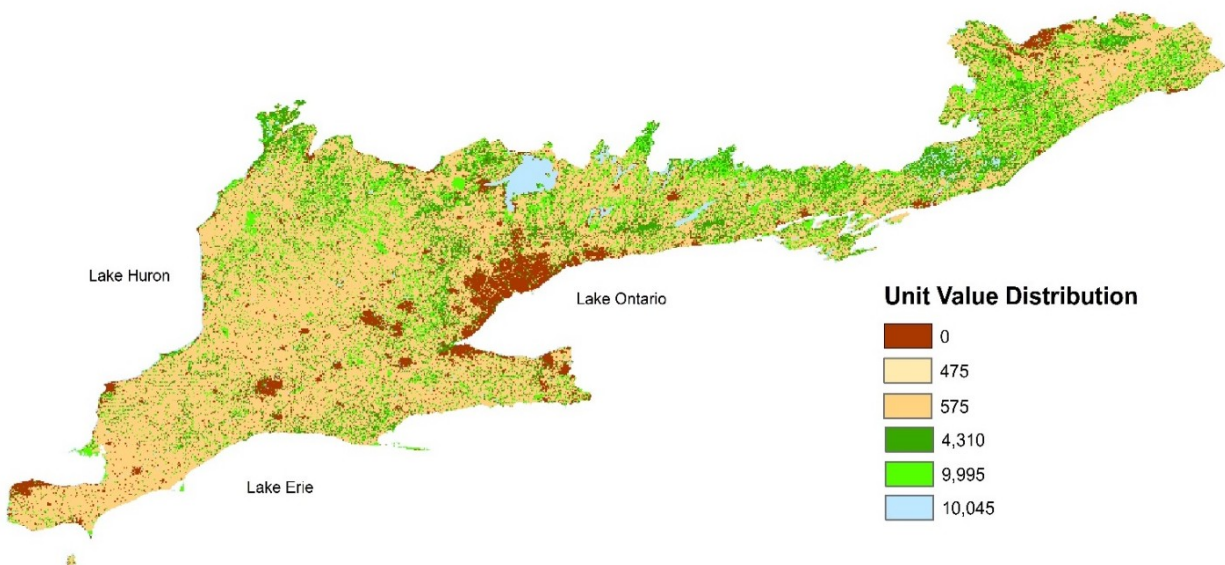 Lake Huron
Lake Ontario
Lake Erie
Unit Value Distribution
0
475
575
4,310
9,995
10,045